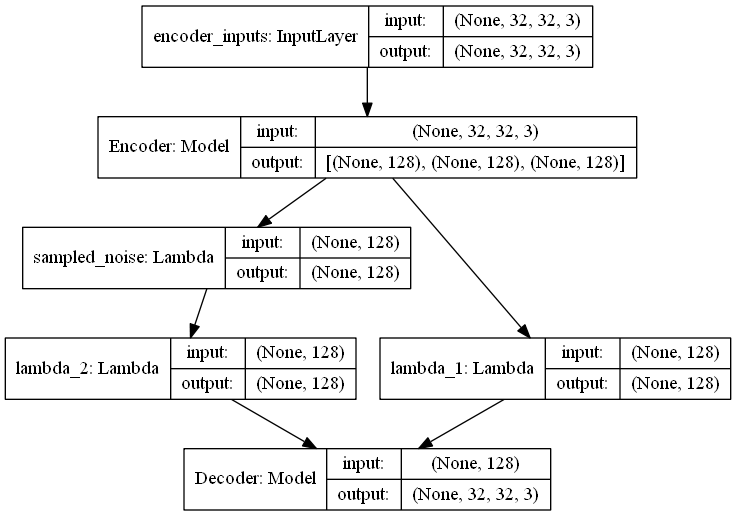 encoder_inputs: InputLayer
input:
(None, 32, 32, 3)
output:
(None, 32, 32, 3)
Encoder: Model
input:
(None, 32, 32, 3)
output:
[(None, 128), (None, 128), (None, 128)]
sampled_noise: Lambda
input:
(None, 128)
output:
(None, 128)
lambda_2: Lambda
input:
(None, 128)
output:
(None, 128)
lambda_1: Lambda
input:
(None, 128)
output:
(None, 128)
Decoder: Model
input:
(None, 128)
output:
(None, 32, 32, 3)